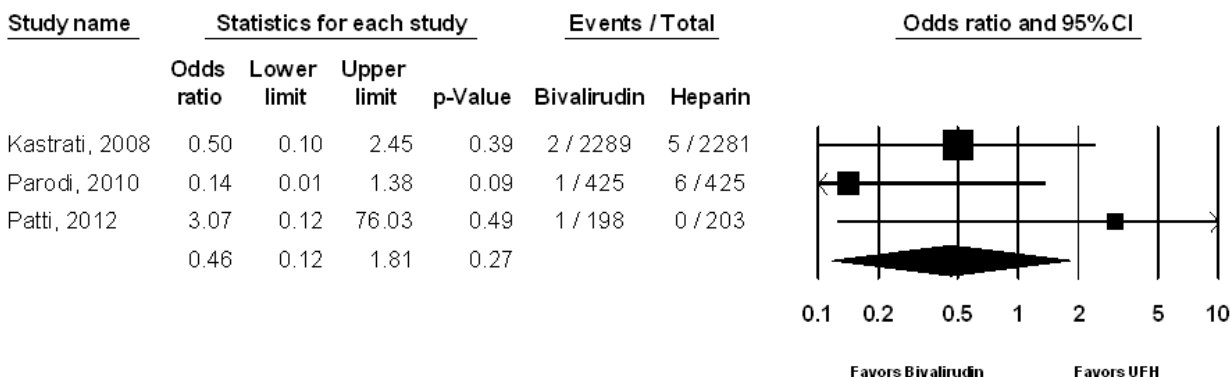 Study name Statistics for each study Events / Total Odds ratio and 95% CI
Odds ratio Lower limit Upper limit p-Value Bivalirudin Heparin
Kastrati, 2008 0.50 0.10 2.45 0.39 2 / 2289 5 / 2281
Parodi, 2010 0.14 0.01 1.38 0.09 1 / 425 6 / 425
Patti, 2012 3.07 0.12 76.03 0.49 1 / 198 0 / 203
0.46 0.12 1.81 0.27
0.1 0.2 0.5 1 2 5 10
Favors Bivalirudin Favors UFH